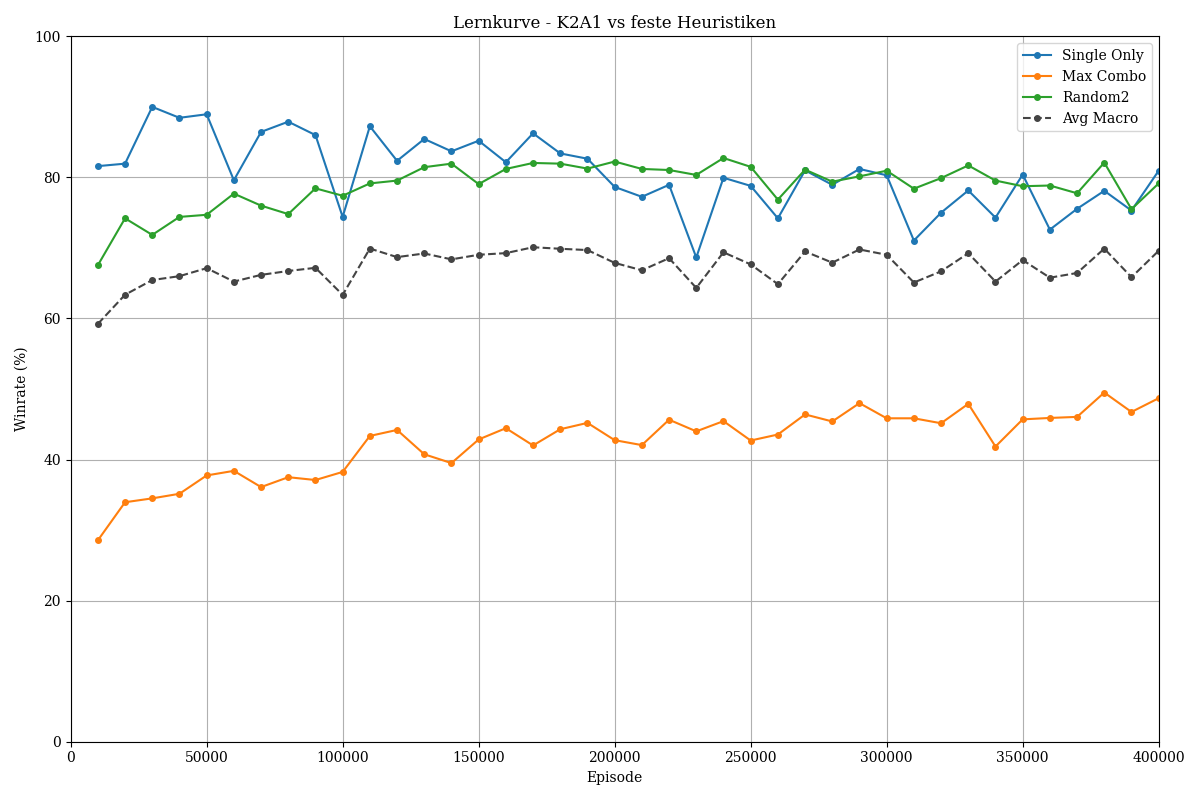 Lernkurve - K2A1 vs feste Heuristiken
100
80
60
40
20
0
Winrate (%)
Single Only
Max Combo
Random2
Avg Macro
0 50000 100000 150000 200000 250000 300000 350000 400000
Episode